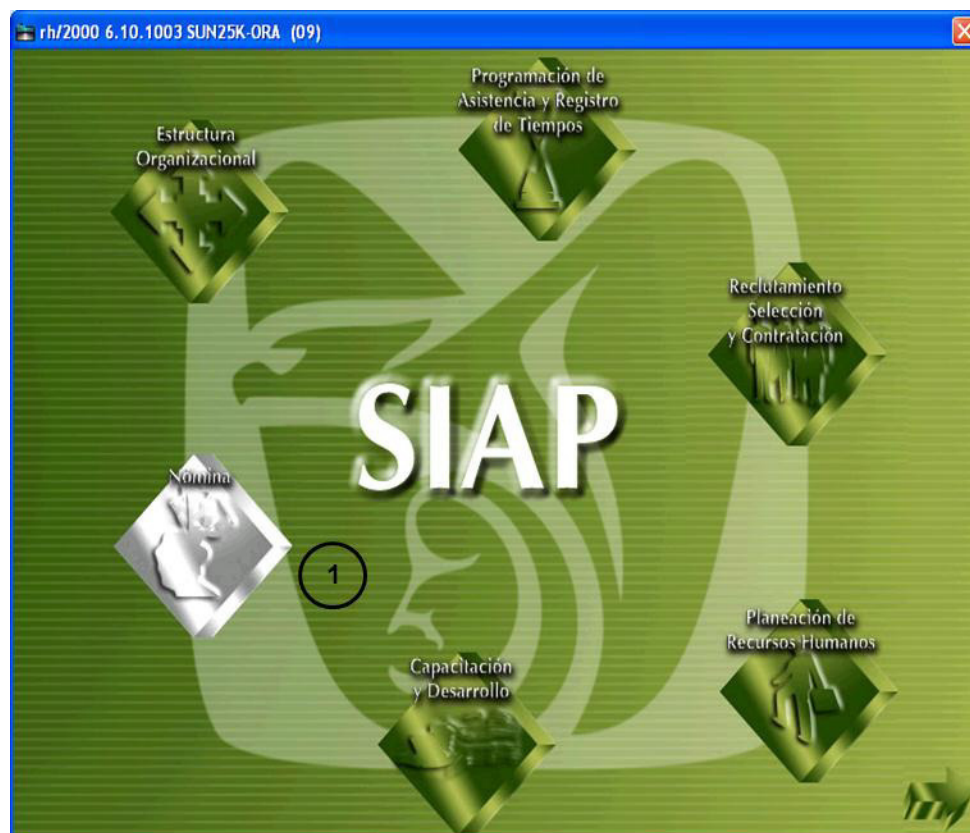 rh/2000 6.10.1003 SUN25K-ORA (09)
Programación de
Asistencia y Registro
de Tiempos
Estructura
Organizacional
Reclutamiento
Selección
y Contratación
SIAP
Nómina
1
Planeación de
Recursos Humanos
Capacitación
y Desarrollo